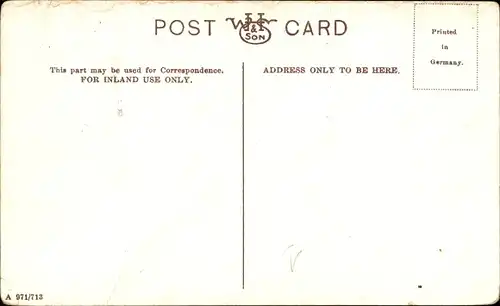 POST WHS & SON CARD
Printed
in
Germany.
This part may be used for Correspondence.
FOR INLAND USE ONLY.
ADDRESS ONLY TO BE HERE.
A 971/713